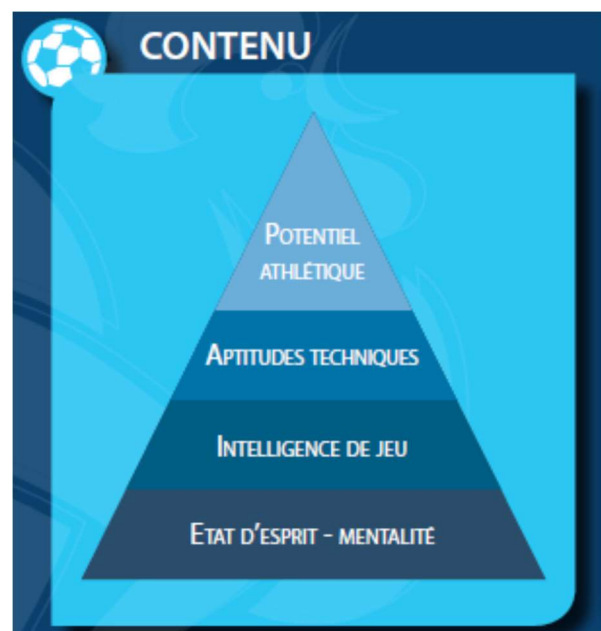 CONTENU
POTENTIEL
ATHLÉTIQUE
APTITUDES TECHNIQUES
INTELLIGENCE DE JEU
ETAT D'ESPRIT - MENTALITÉ